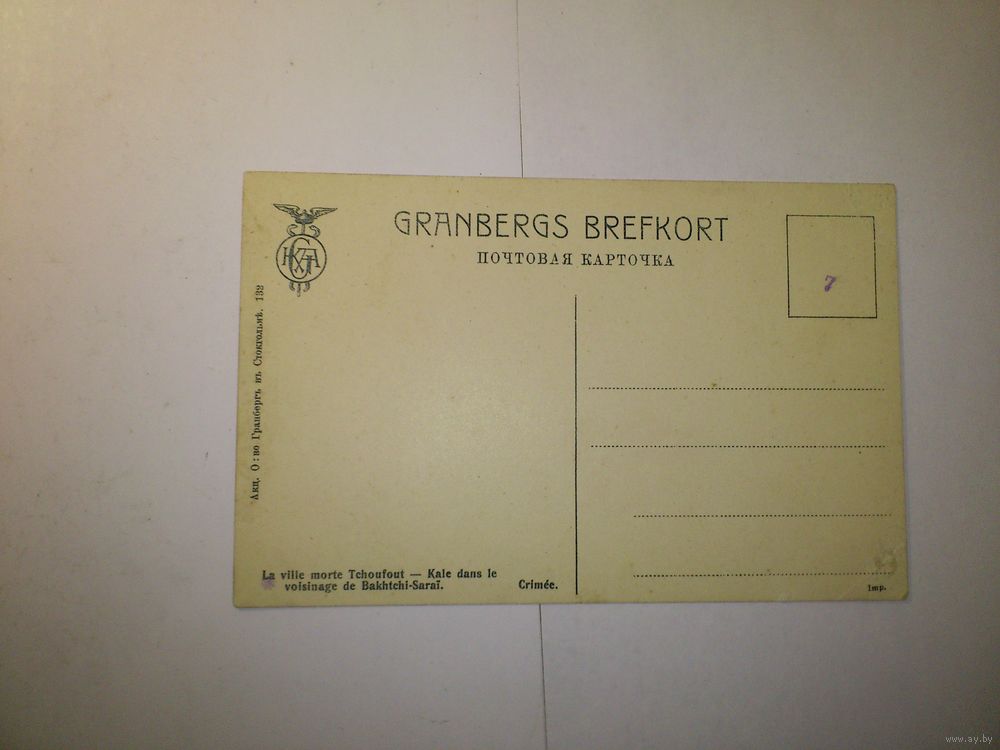 GRANBERGS BREFKORT
ПОЧТОВАЯ КАРТОЧКА
7
Акц. О:во Гранбергъ въ Стокгольмѣ. 132
La ville morte Tchoufout — Kale dans le
voisinage de Bakhtchi-Saraï. Crimée.
Imp.
www.ay.by